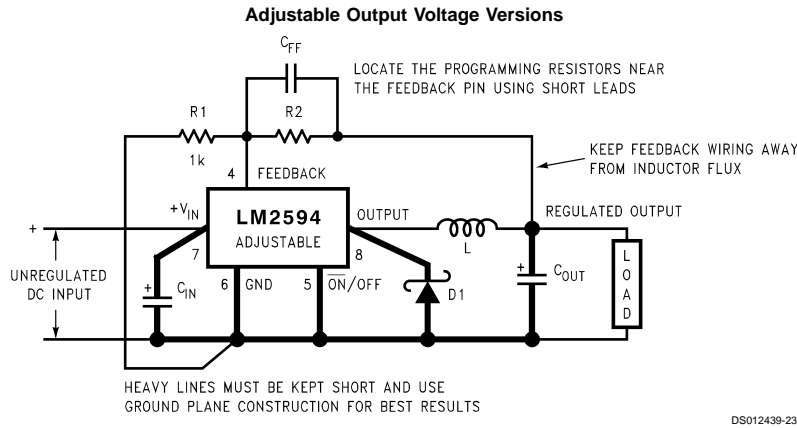 Adjustable Output Voltage Versions
CFF
LOCATE THE PROGRAMMING RESISTORS NEAR
THE FEEDBACK PIN USING SHORT LEADS
R1
R2
1k
4
FEEDBACK
KEEP FEEDBACK WIRING AWAY
FROM INDUCTOR FLUX
+VIN
LM2594
ADJUSTABLE
OUTPUT
REGULATED OUTPUT
+
7
8
L
UNREGULATED
DC INPUT
+
CIN
6
GND
5
ON/OFF
D1
+
COUT
LOAD
HEAVY LINES MUST BE KEPT SHORT AND USE
GROUND PLANE CONSTRUCTION FOR BEST RESULTS
DS012439-23